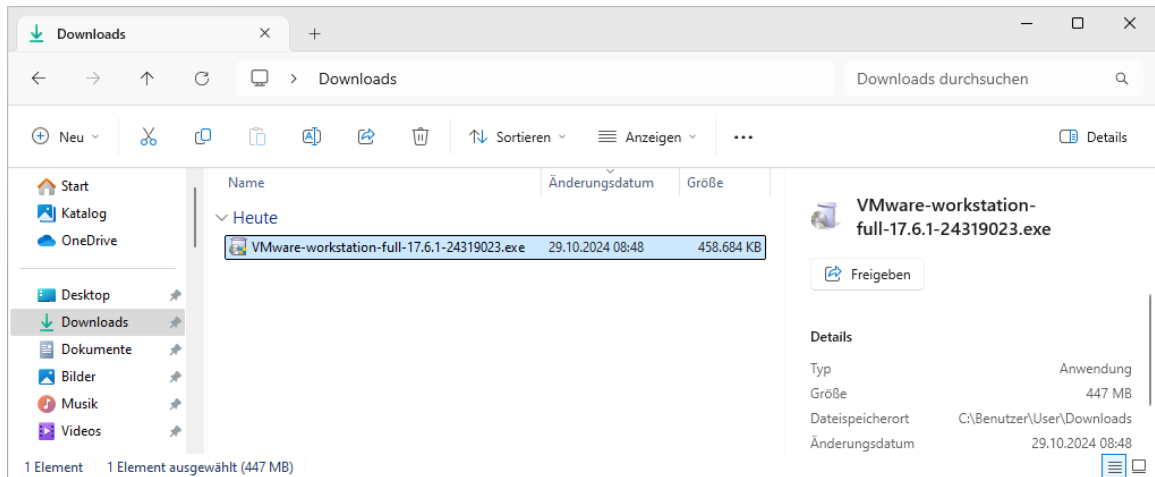 Downloads
Downloads
Downloads durchsuchen
Neu
Sortieren
Anzeigen
Details
Start
Katalog
OneDrive
Desktop
Downloads
Dokumente
Bilder
Musik
Videos
Name Änderungsdatum Größe
Heute
VMware-workstation-full-17.6.1-24319023.exe 29.10.2024 08:48 458.684 KB
VMware-workstation-
full-17.6.1-24319023.exe
Freigeben
Details
Typ Anwendung
Größe 447 MB
Dateispeicherort C:\Benutzer\User\Downloads
Änderungsdatum 29.10.2024 08:48
1 Element 1 Element ausgewählt (447 MB)